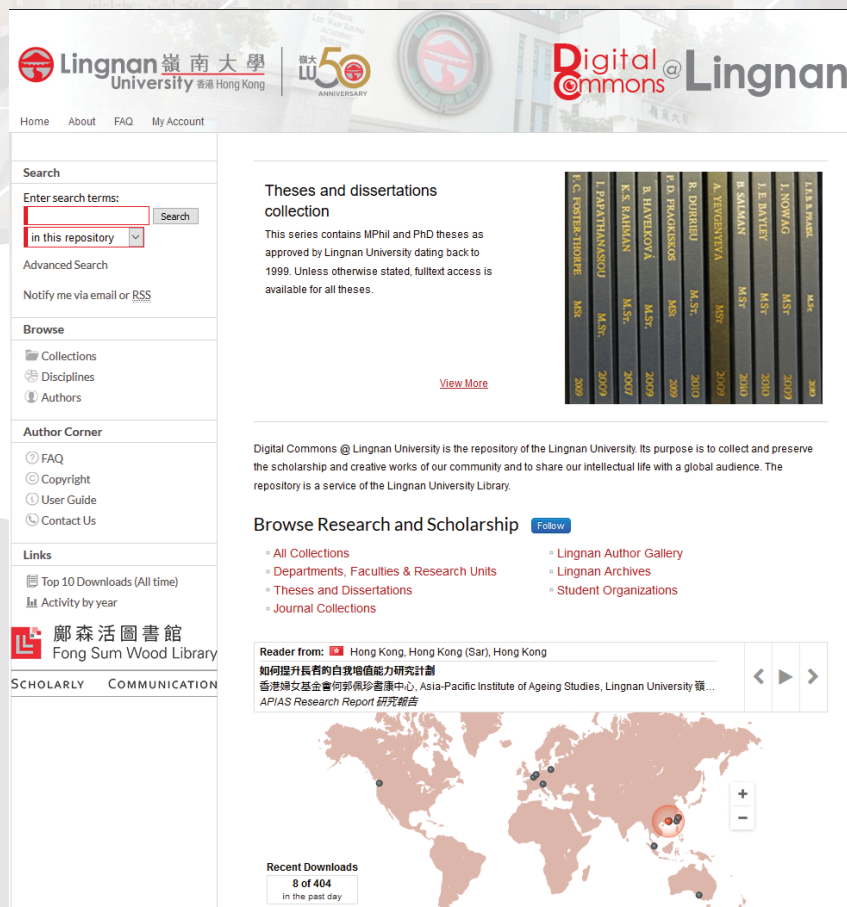 Lingnan 嶺南大學
University 香港 Hong Kong
嶺大
LU50
ANNIVERSARY
Digital
Commons@Lingnan
Home About FAQ My Account
Search
Enter search terms:
Search
in this repository
Advanced Search
Notify me via email or RSS
Browse
Collections
Disciplines
Authors
Author Corner
FAQ
Copyright
User Guide
Contact Us
Links
Top 10 Downloads (All time)
Activity by year
鄺森活圖書館
Fong Sum Wood Library
SCHOLARLY COMMUNICATION
Theses and dissertations
collection
This series contains MPhil and PhD theses as
approved by Lingnan University dating back to
1999. Unless otherwise stated, fulltext access is
available for all theses.
View More
F. C. FOSTER-THORPE MSt 2009
I. PAPATHANASIOU M.ST. 2009
K.S. RAHMAN M.ST. 2007
B. HAVELKOVÁ M.ST. 2009
P. D. FRAGKISKOS MSt 2009
R. DURRIEU M.ST. 2010
A. YEVGENYEVA MST 2009
B. SALMAN MST 2010
J. E. BAYLEY MST 2010
J. NOWAG MST 2009
M.St. 2010
Digital Commons @ Lingnan University is the repository of the Lingnan University. Its purpose is to collect and preserve
the scholarship and creative works of our community and to share our intellectual life with a global audience. The
repository is a service of the Lingnan University Library.
Browse Research and Scholarship Follow
All Collections
Departments, Faculties & Research Units
Theses and Dissertations
Journal Collections
Lingnan Author Gallery
Lingnan Archives
Student Organizations
Reader from: Hong Kong, Hong Kong (Sar), Hong Kong
如何提升長者的自我增值能力研究計劃
香港婦女基金會何郭佩珍耆康中心, Asia-Pacific Institute of Ageing Studies, Lingnan University 嶺…
APIAS Research Report 研究報告
+
−
Recent Downloads
8 of 404
in the past day